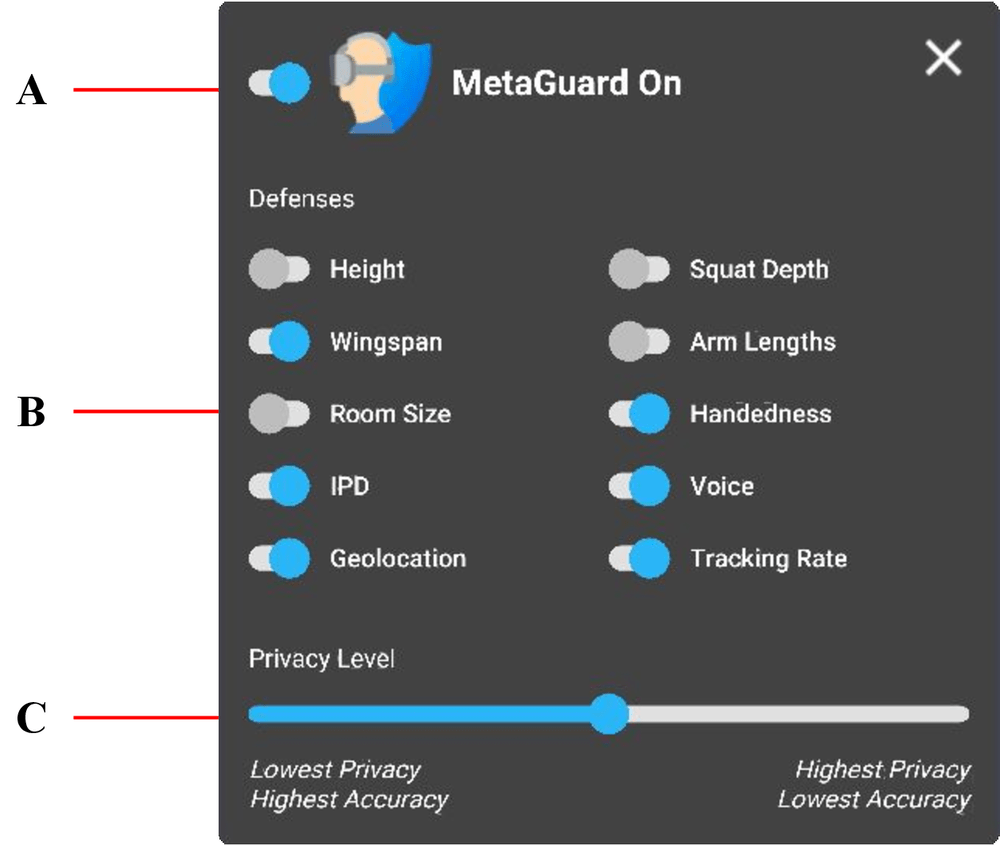 A
MetaGuard On
Defenses
Height
Squat Depth
Wingspan
Arm Lengths
B
Room Size
Handedness
IPD
Voice
Geolocation
Tracking Rate
Privacy Level
C
Lowest Privacy
Highest Accuracy
Highest Privacy
Lowest Accuracy